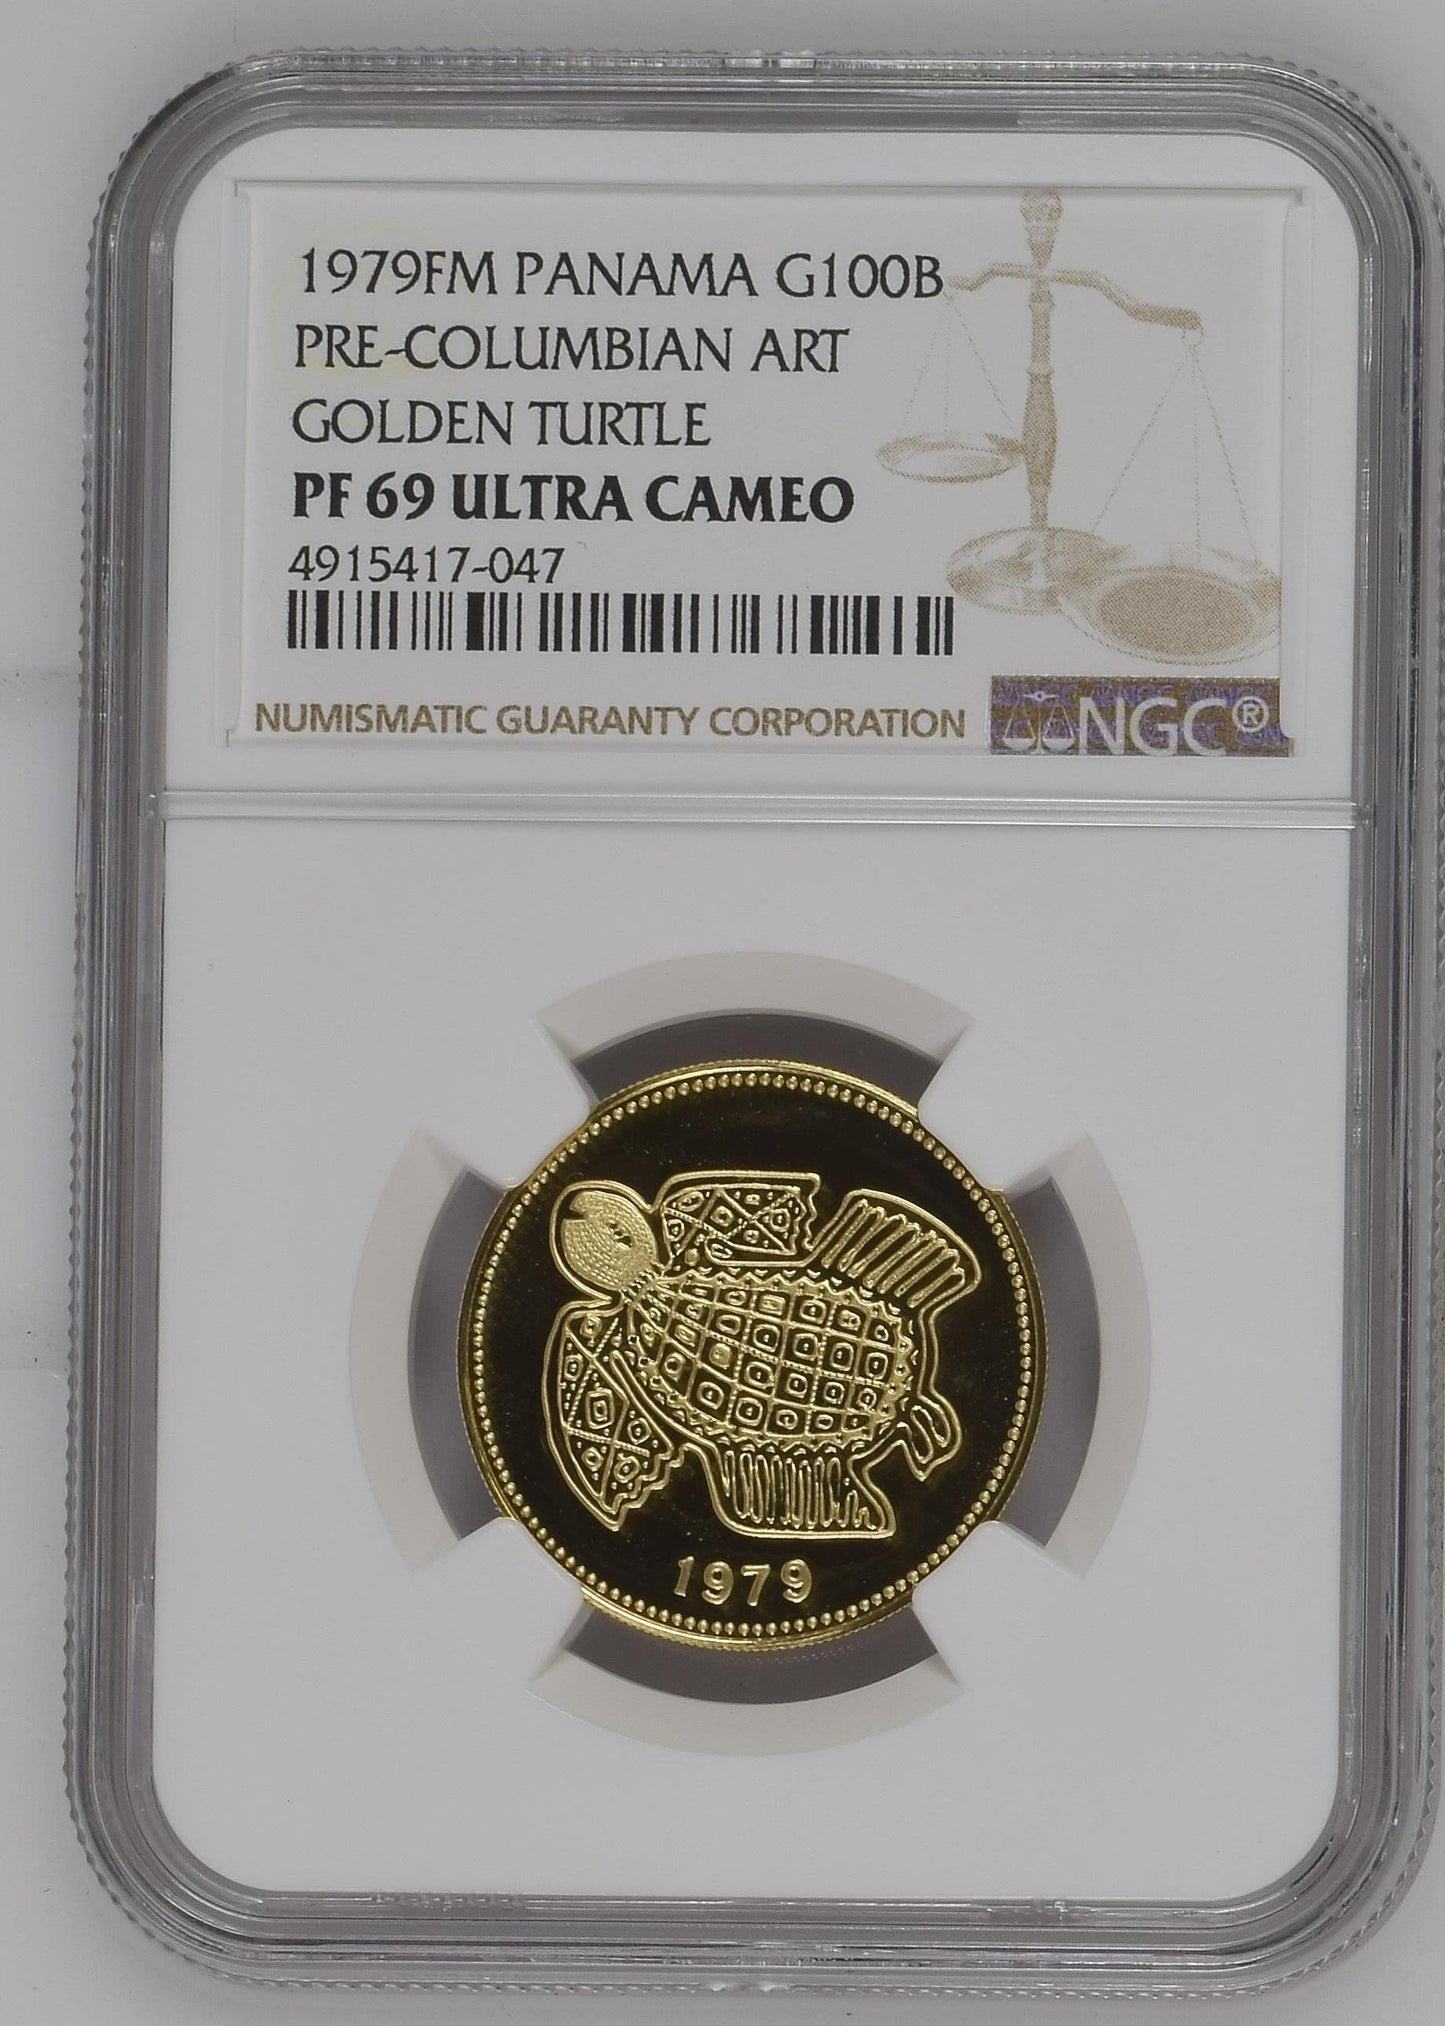 1979FM PANAMA G100B
PRE-COLUMBIAN ART
GOLDEN TURTLE
PF 69 ULTRA CAMEO
4915417-047
NUMISMATIC GUARANTY CORPORATION
NGC®
1979